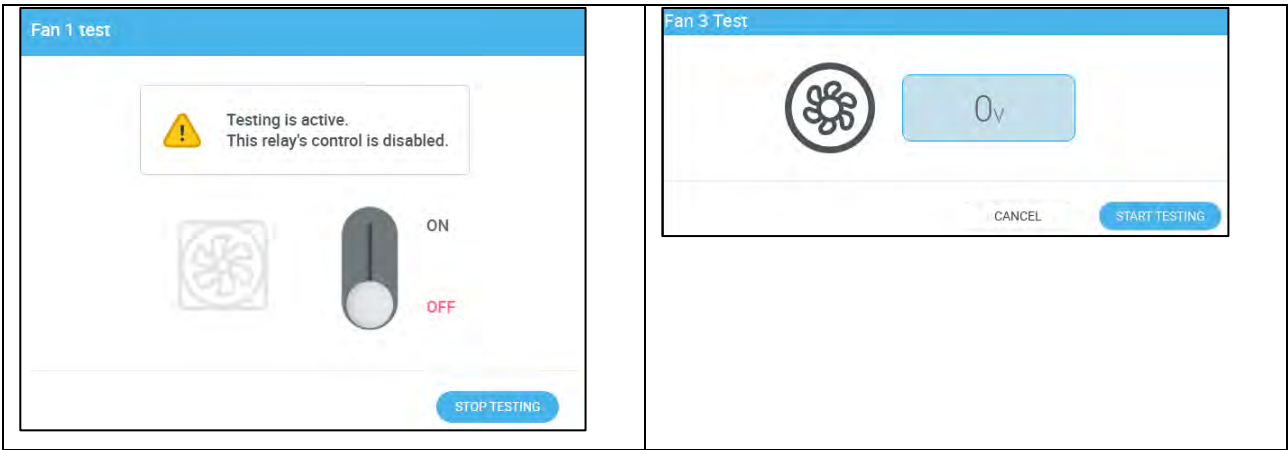 Fan 1 test
Testing is active.
This relay's control is disabled.
ON
OFF
STOP TESTING
Fan 3 Test
0V
CANCEL
START TESTING